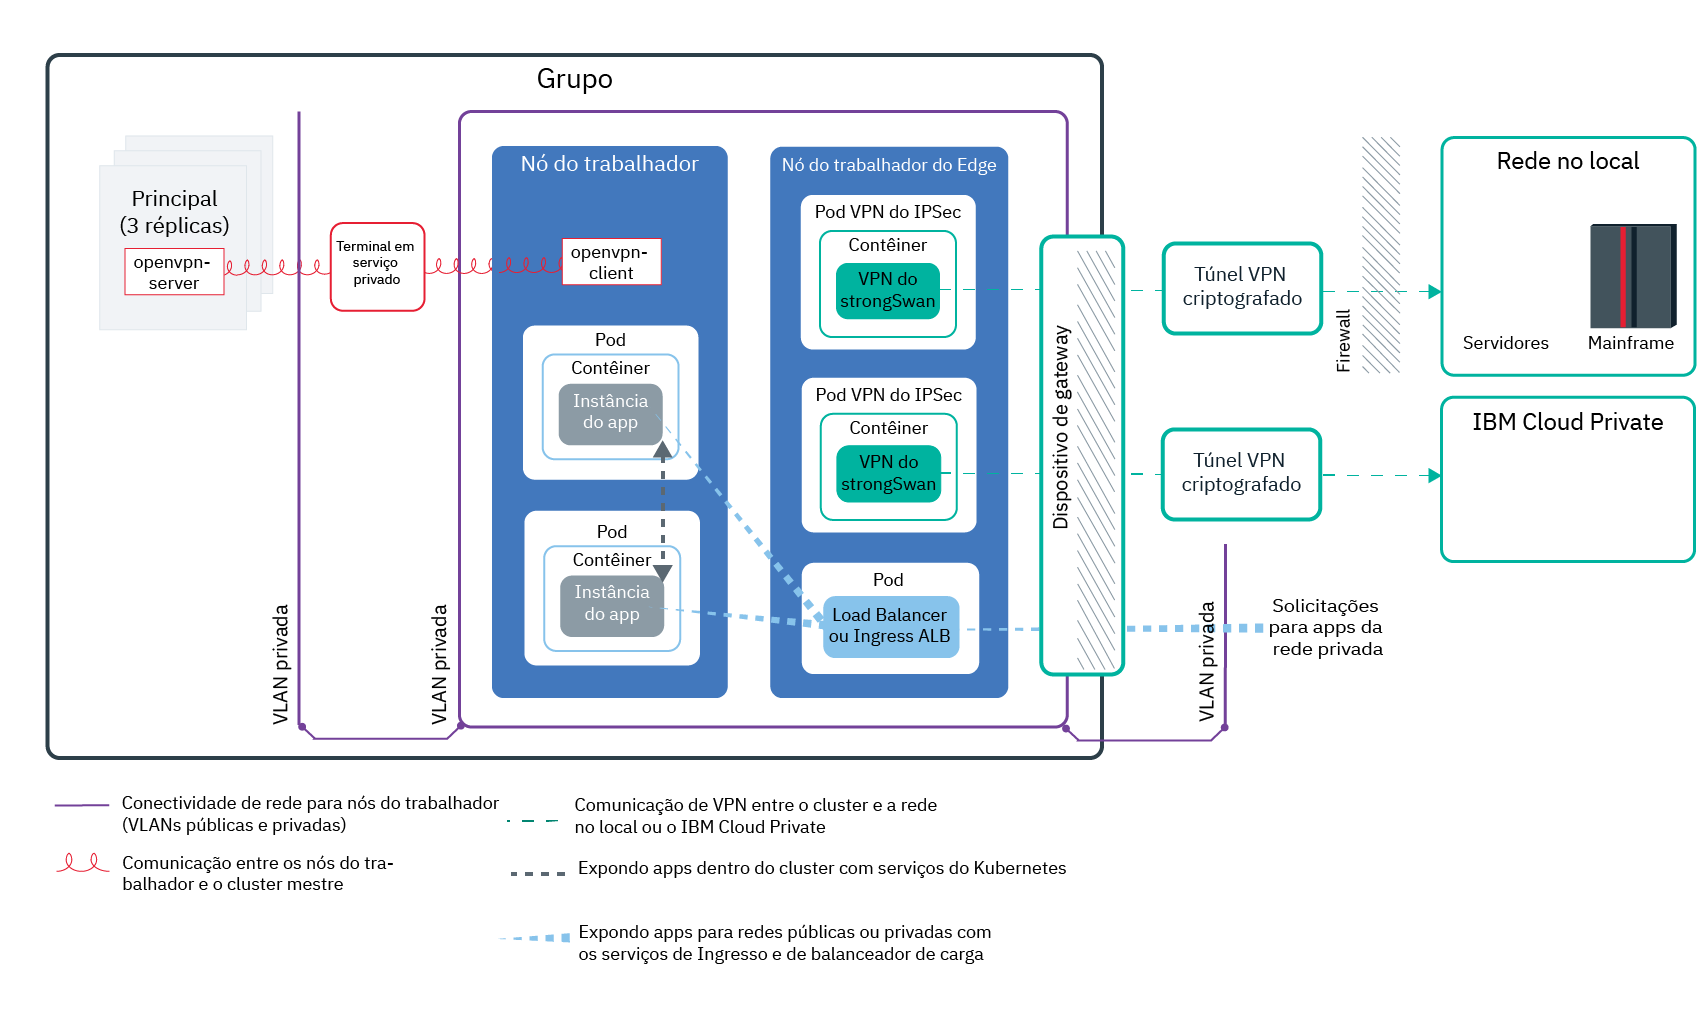 Grupo
Principal
(3 réplicas)
openvpn-
server
Terminal em
serviço
privado
VLAN privada
VLAN privada
Nó do trabalhador
openvpn-
client
Pod
Contêiner
Instância
do app
Pod
Contêiner
Instância
do app
Nó do trabalhador do Edge
Pod VPN do IPSec
Contêiner
VPN do
strongSwan
Pod VPN do IPSec
Contêiner
VPN do
strongSwan
Pod
Load Balancer
ou Ingress ALB
Dispositivo de gateway
Túnel VPN
criptografado
Túnel VPN
criptografado
Firewall
VLAN privada
Rede no local
Servidores
Mainframe
IBM Cloud Private
Solicitações
para apps da
rede privada
Conectividade de rede para nós do trabalhador
(VLANs públicas e privadas)
Comunicação entre os nós do tra-
balhador e o cluster mestre
Comunicação de VPN entre o cluster e a rede
no local ou o IBM Cloud Private
Expondo apps dentro do cluster com serviços do Kubernetes
Expondo apps para redes públicas ou privadas com
os serviços de Ingresso e de balanceador de carga